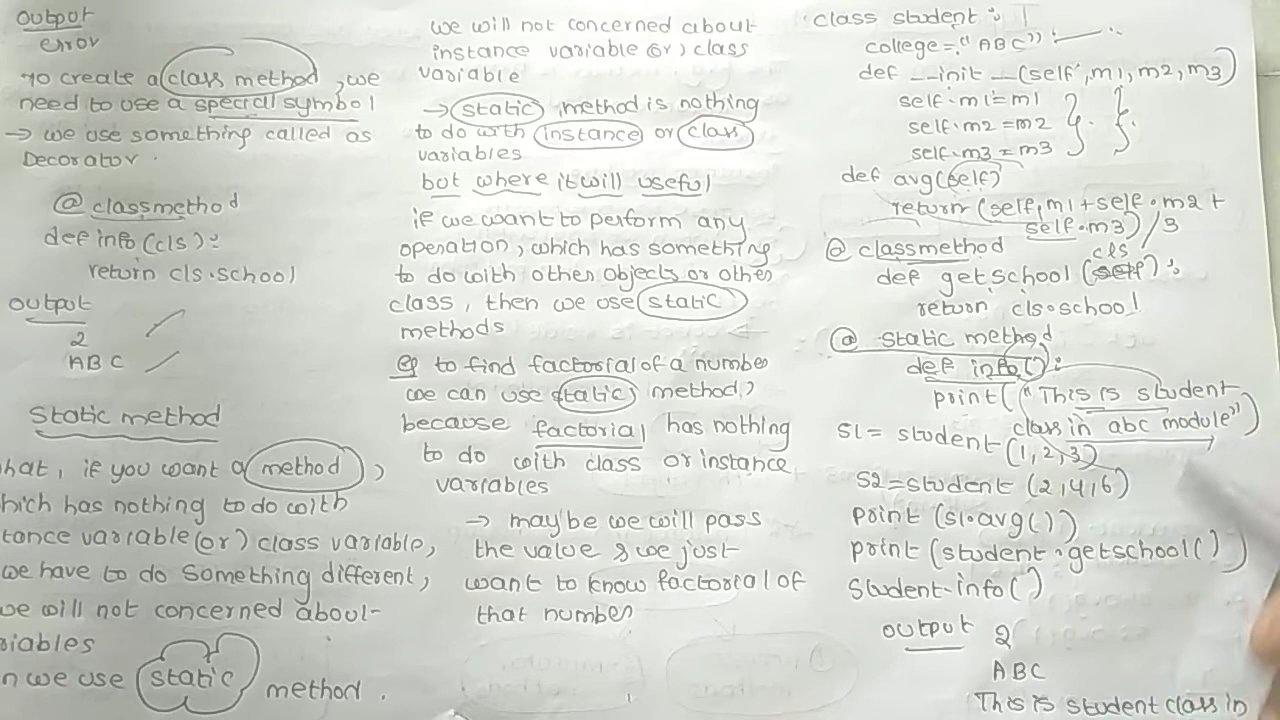 output
error
to create a class method, we
need to use a special symbol
→ we use something called as
Decorator.
@ classmethod
def info(cls):
return cls.school
output
2
ABC
Static method
hat, if you want a method,
hich has nothing to do with
tance variable (or) class variable,
we have to do something different,
we will not concerned about-
riables
n we use static method.
we will not concerned about
instance variable (or) class
variable
→ static method is nothing
to do with instance or class
variables
but where it will useful
if we want to perform any
operation, which has something
to do with other objects or other
class, then we use static
methods
eg to find factorial of a number
we can use static method,
because factorial has nothing
to do with class or instance
variables
→ maybe we will pass
the value & we just
want to know factorial of
that number
class student:
college="ABC"
def __init__(self, m1, m2, m3)
self.m1=m1
self.m2=m2
self.m3=m3
def avg(self)
return (self.m1+self.m2+
self.m3)/3
@ classmethod
cls
def getschool (self):
return cls.school
@ static method
def info():
print("This is student
class in abc module")
S1= student(1,2,3)
S2=student (2,4,6)
print (s1.avg())
print (student.getschool())
student.info()
output
2
ABC
This is student class in